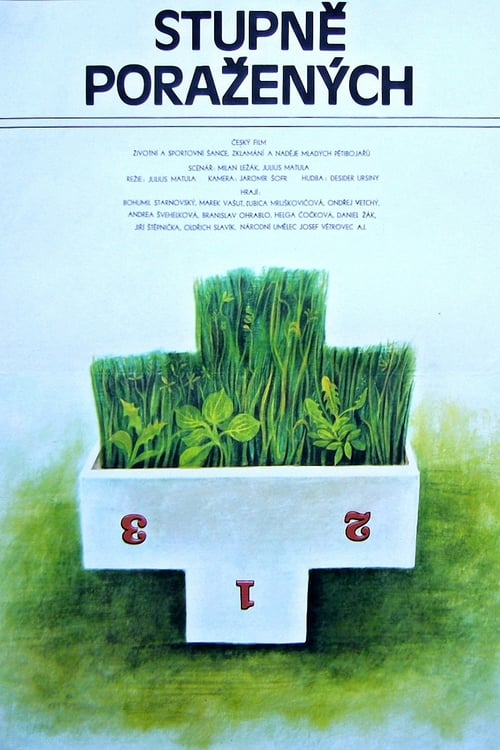 STUPNĚ
PORAŽENÝCH
ČESKÝ FILM
ŽIVOTNÍ A SPORTOVNÍ ŠANCE, ZKLAMÁNÍ A NADĚJE MLADÝCH PĚTIBOJAŘŮ
SCÉNÁŘ: MILAN LEŽÁK, JULIUS MATULA
REŽIE: JULIUS MATULA KAMERA: JAROMÍR ŠOFR HUDBA: DESIDER URSINY
HRAJÍ:
BOHUMIL STARNOVSKÝ, MAREK VAŠUT, ĽUBICA MRLIŠKOVIČOVÁ, ONDŘEJ VETCHÝ,
ANDREA ŠVEHELKOVÁ, BRANISLAV OHRABLO, HELGA ČOČKOVÁ, DANIEL ŽÁK,
JIŘÍ ŠTĚPNIČKA, OLDŘICH SLAVÍK, NÁRODNÍ UMĚLEC JOSEF VĚTROVEC AJ.
3 2
1